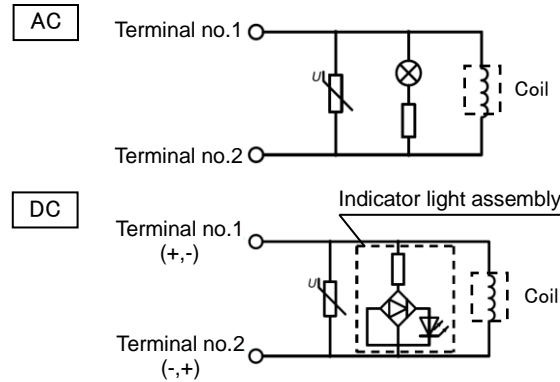 AC
Terminal no.1
U
Coil
Terminal no.2
DC
Indicator light assembly
Terminal no.1
(+,-)
U
Coil
Terminal no.2
(-,+)